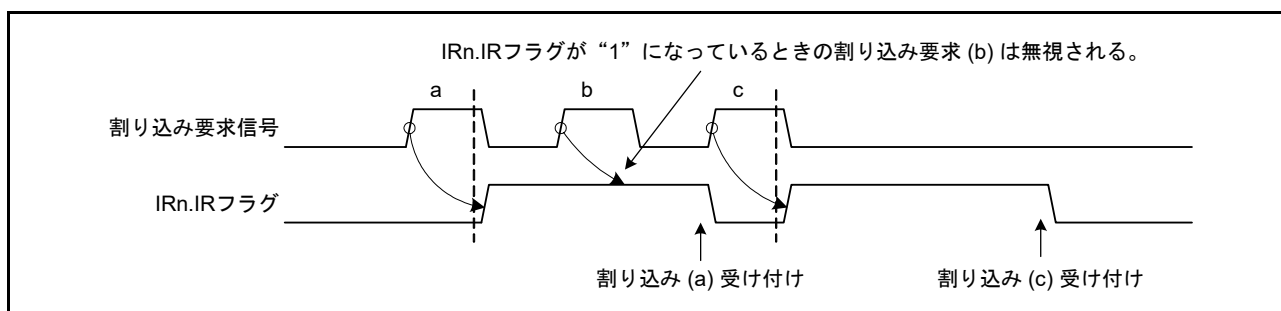 IRn.IRフラグが“1”になっているときの割り込み要求 (b) は無視される。
a
b
c
割り込み要求信号
IRn.IRフラグ
割り込み (a) 受け付け
割り込み (c) 受け付け